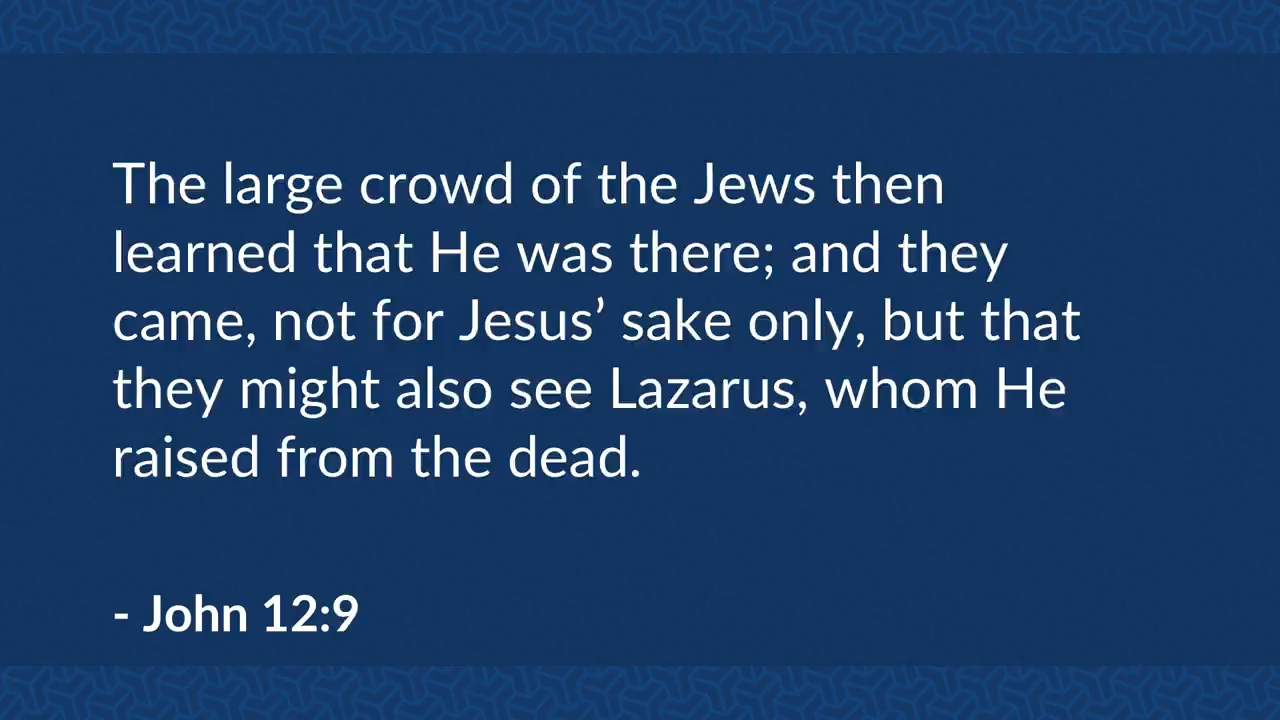 The large crowd of the Jews then
learned that He was there; and they
came, not for Jesus’ sake only, but that
they might also see Lazarus, whom He
raised from the dead.
- John 12:9